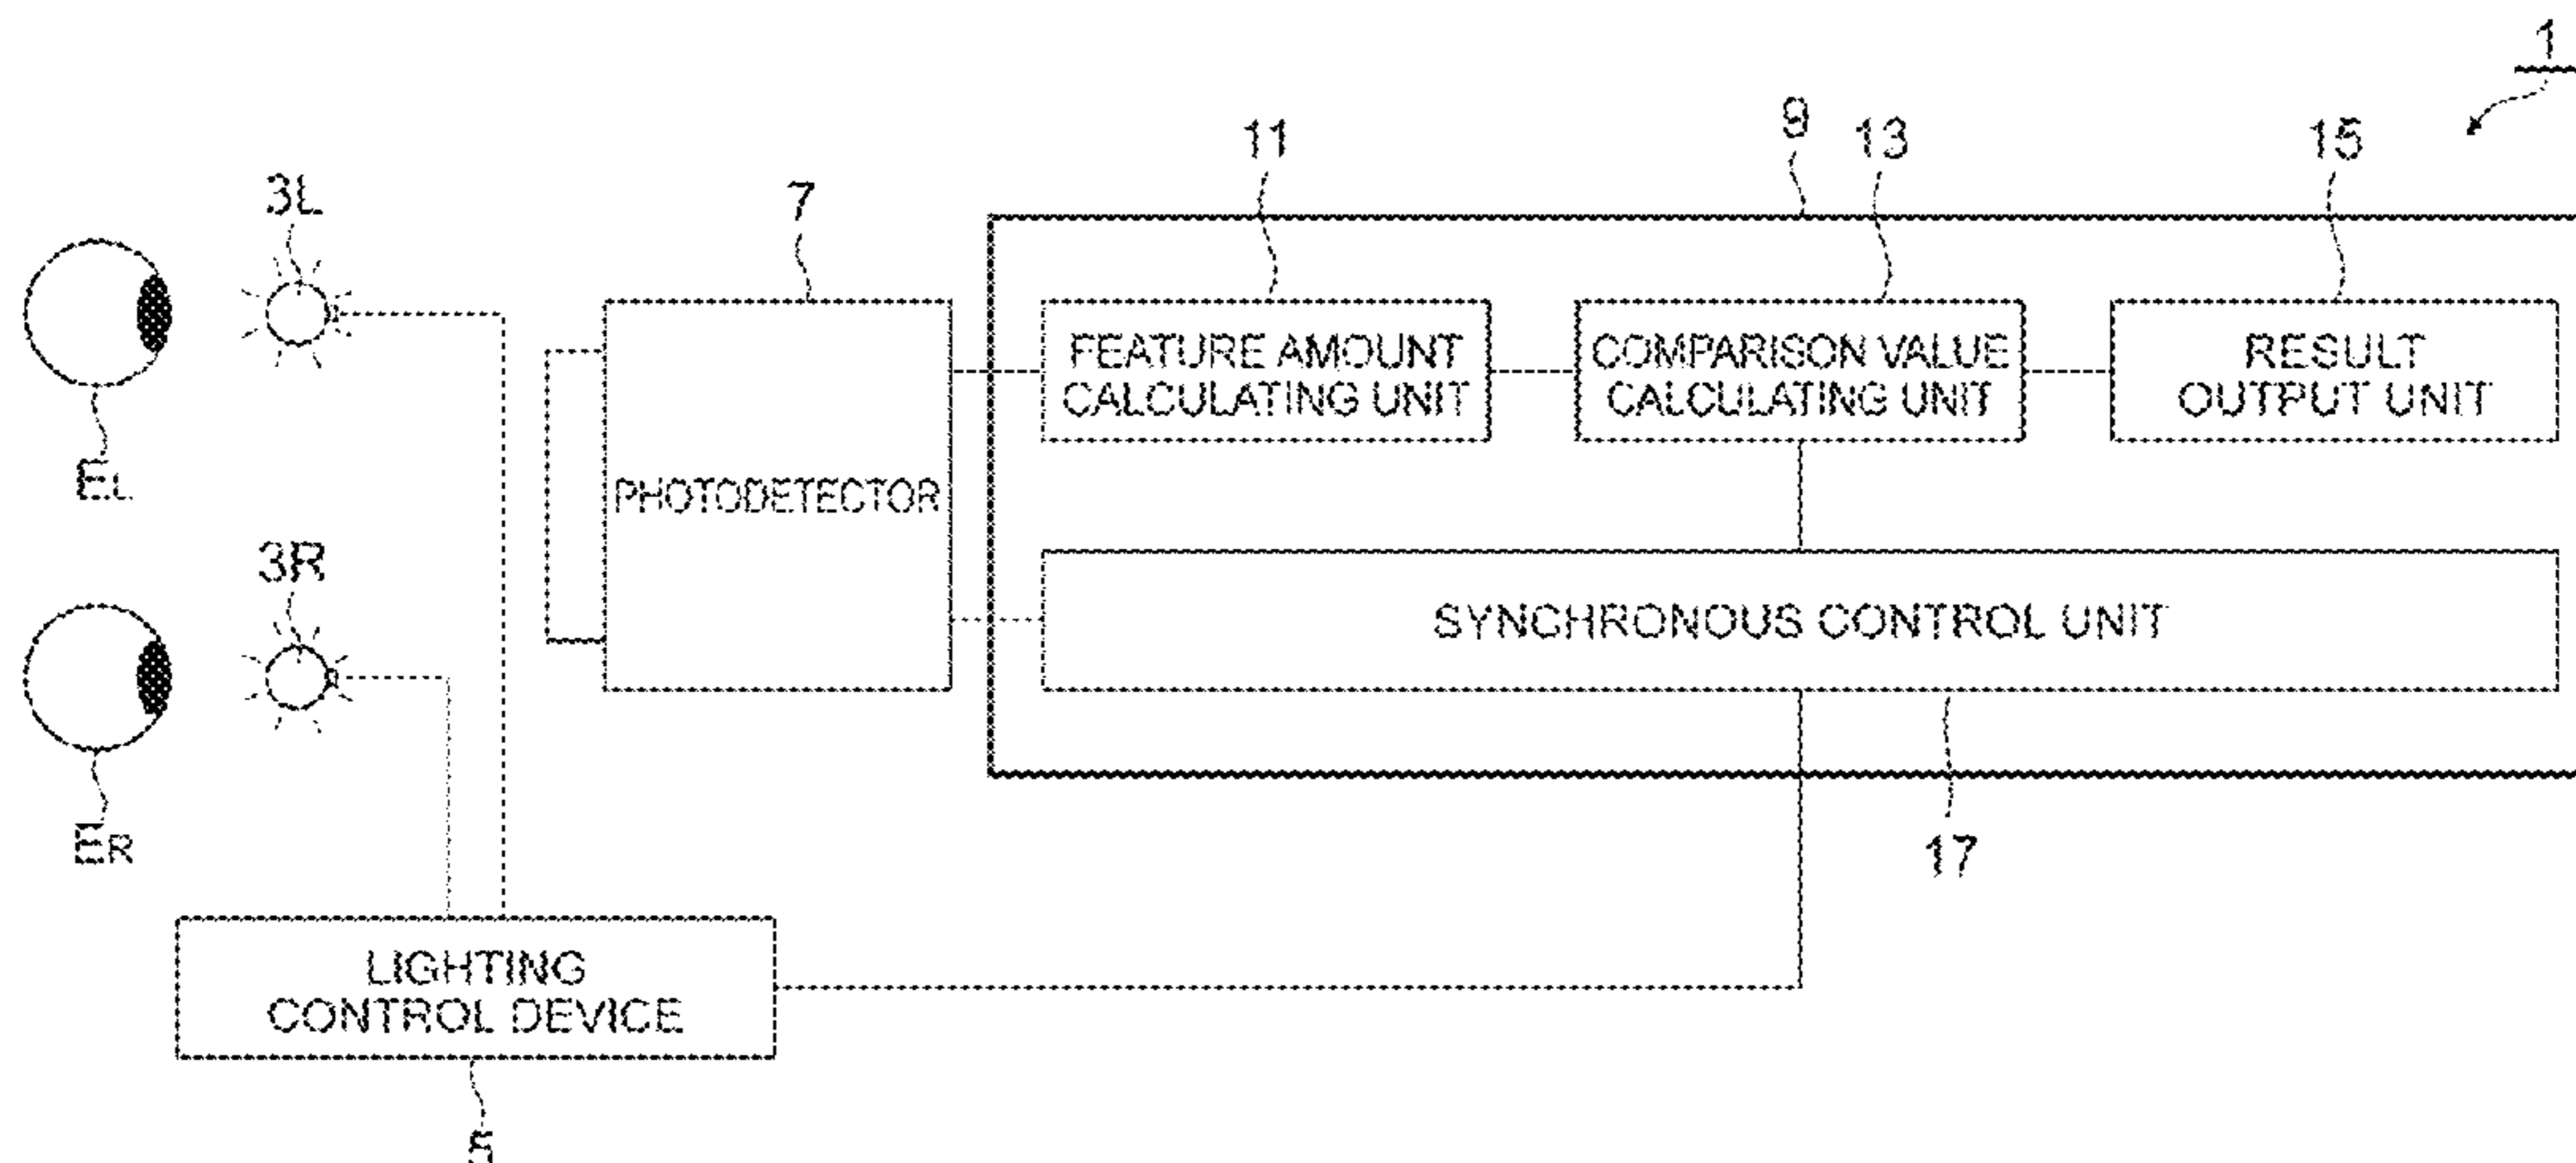 1
9
11
13
15
3L
7
FEATURE AMOUNT
CALCULATING UNIT
COMPARISON VALUE
CALCULATING UNIT
RESULT
OUTPUT UNIT
EL
PHOTODETECTOR
3R
SYNCHRONOUS CONTROL UNIT
ER
17
LIGHTING
CONTROL DEVICE
5